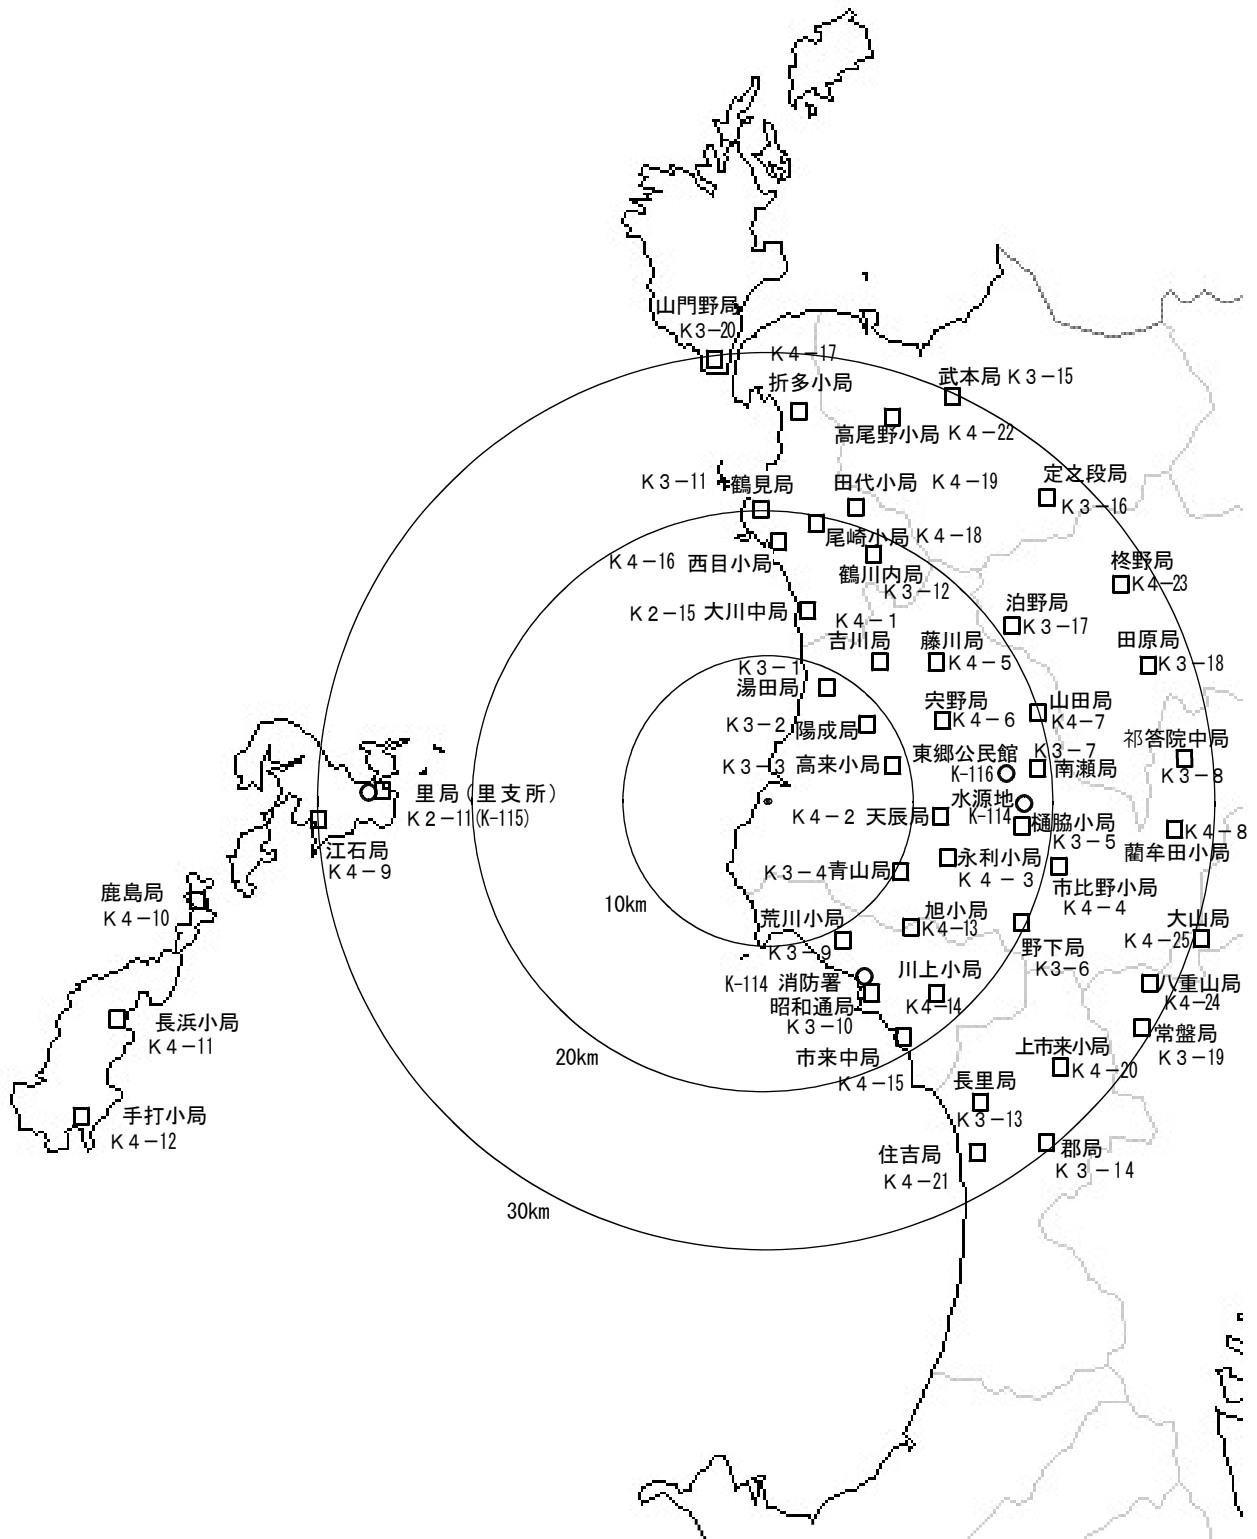 山門野局
Ｋ3－20
Ｋ４－17
折多小局
武本局 Ｋ３－15
高尾野小局 Ｋ４－22
Ｋ３－11 鶴見局
田代小局 Ｋ４－19
定之段局
Ｋ３－16
尾崎小局 Ｋ４－18
Ｋ４－16 西目小局
鶴川内局
Ｋ３－12
柊野局
Ｋ4－23
Ｋ２－15 大川中局
泊野局
Ｋ3－17
Ｋ４－１
吉川局
藤川局
Ｋ４－５
田原局
Ｋ３－18
Ｋ３－１
湯田局
宍野局
Ｋ４－６
山田局
Ｋ4－7
Ｋ３－２ 陽成局
Ｋ３－３ 高来小局
東郷公民館
K-116
Ｋ３－７
南瀬局
祁答院中局
Ｋ３－８
里局(里支所)
Ｋ２－11(K-115)
水源地
K-114
Ｋ４－２ 天辰局
樋脇小局
Ｋ３－５
Ｋ４－８
藺牟田小局
江石局
Ｋ４－９
永利小局
Ｋ４－３
Ｋ３－４青山局
市比野小局
Ｋ４－４
鹿島局
Ｋ４－10
10km
荒川小局
Ｋ３－９
旭小局
Ｋ4－13
大山局
Ｋ４－25
野下局
Ｋ3－６
K-114 消防署
昭和通局
Ｋ３－10
川上小局
Ｋ4－14
八重山局
Ｋ4－24
長浜小局
Ｋ４－11
常盤局
Ｋ３－19
20km
市来中局
Ｋ４－15
上市来小局
Ｋ４－20
長里局
Ｋ３－13
手打小局
Ｋ４－12
郡局
Ｋ３－14
住吉局
Ｋ４－21
30km